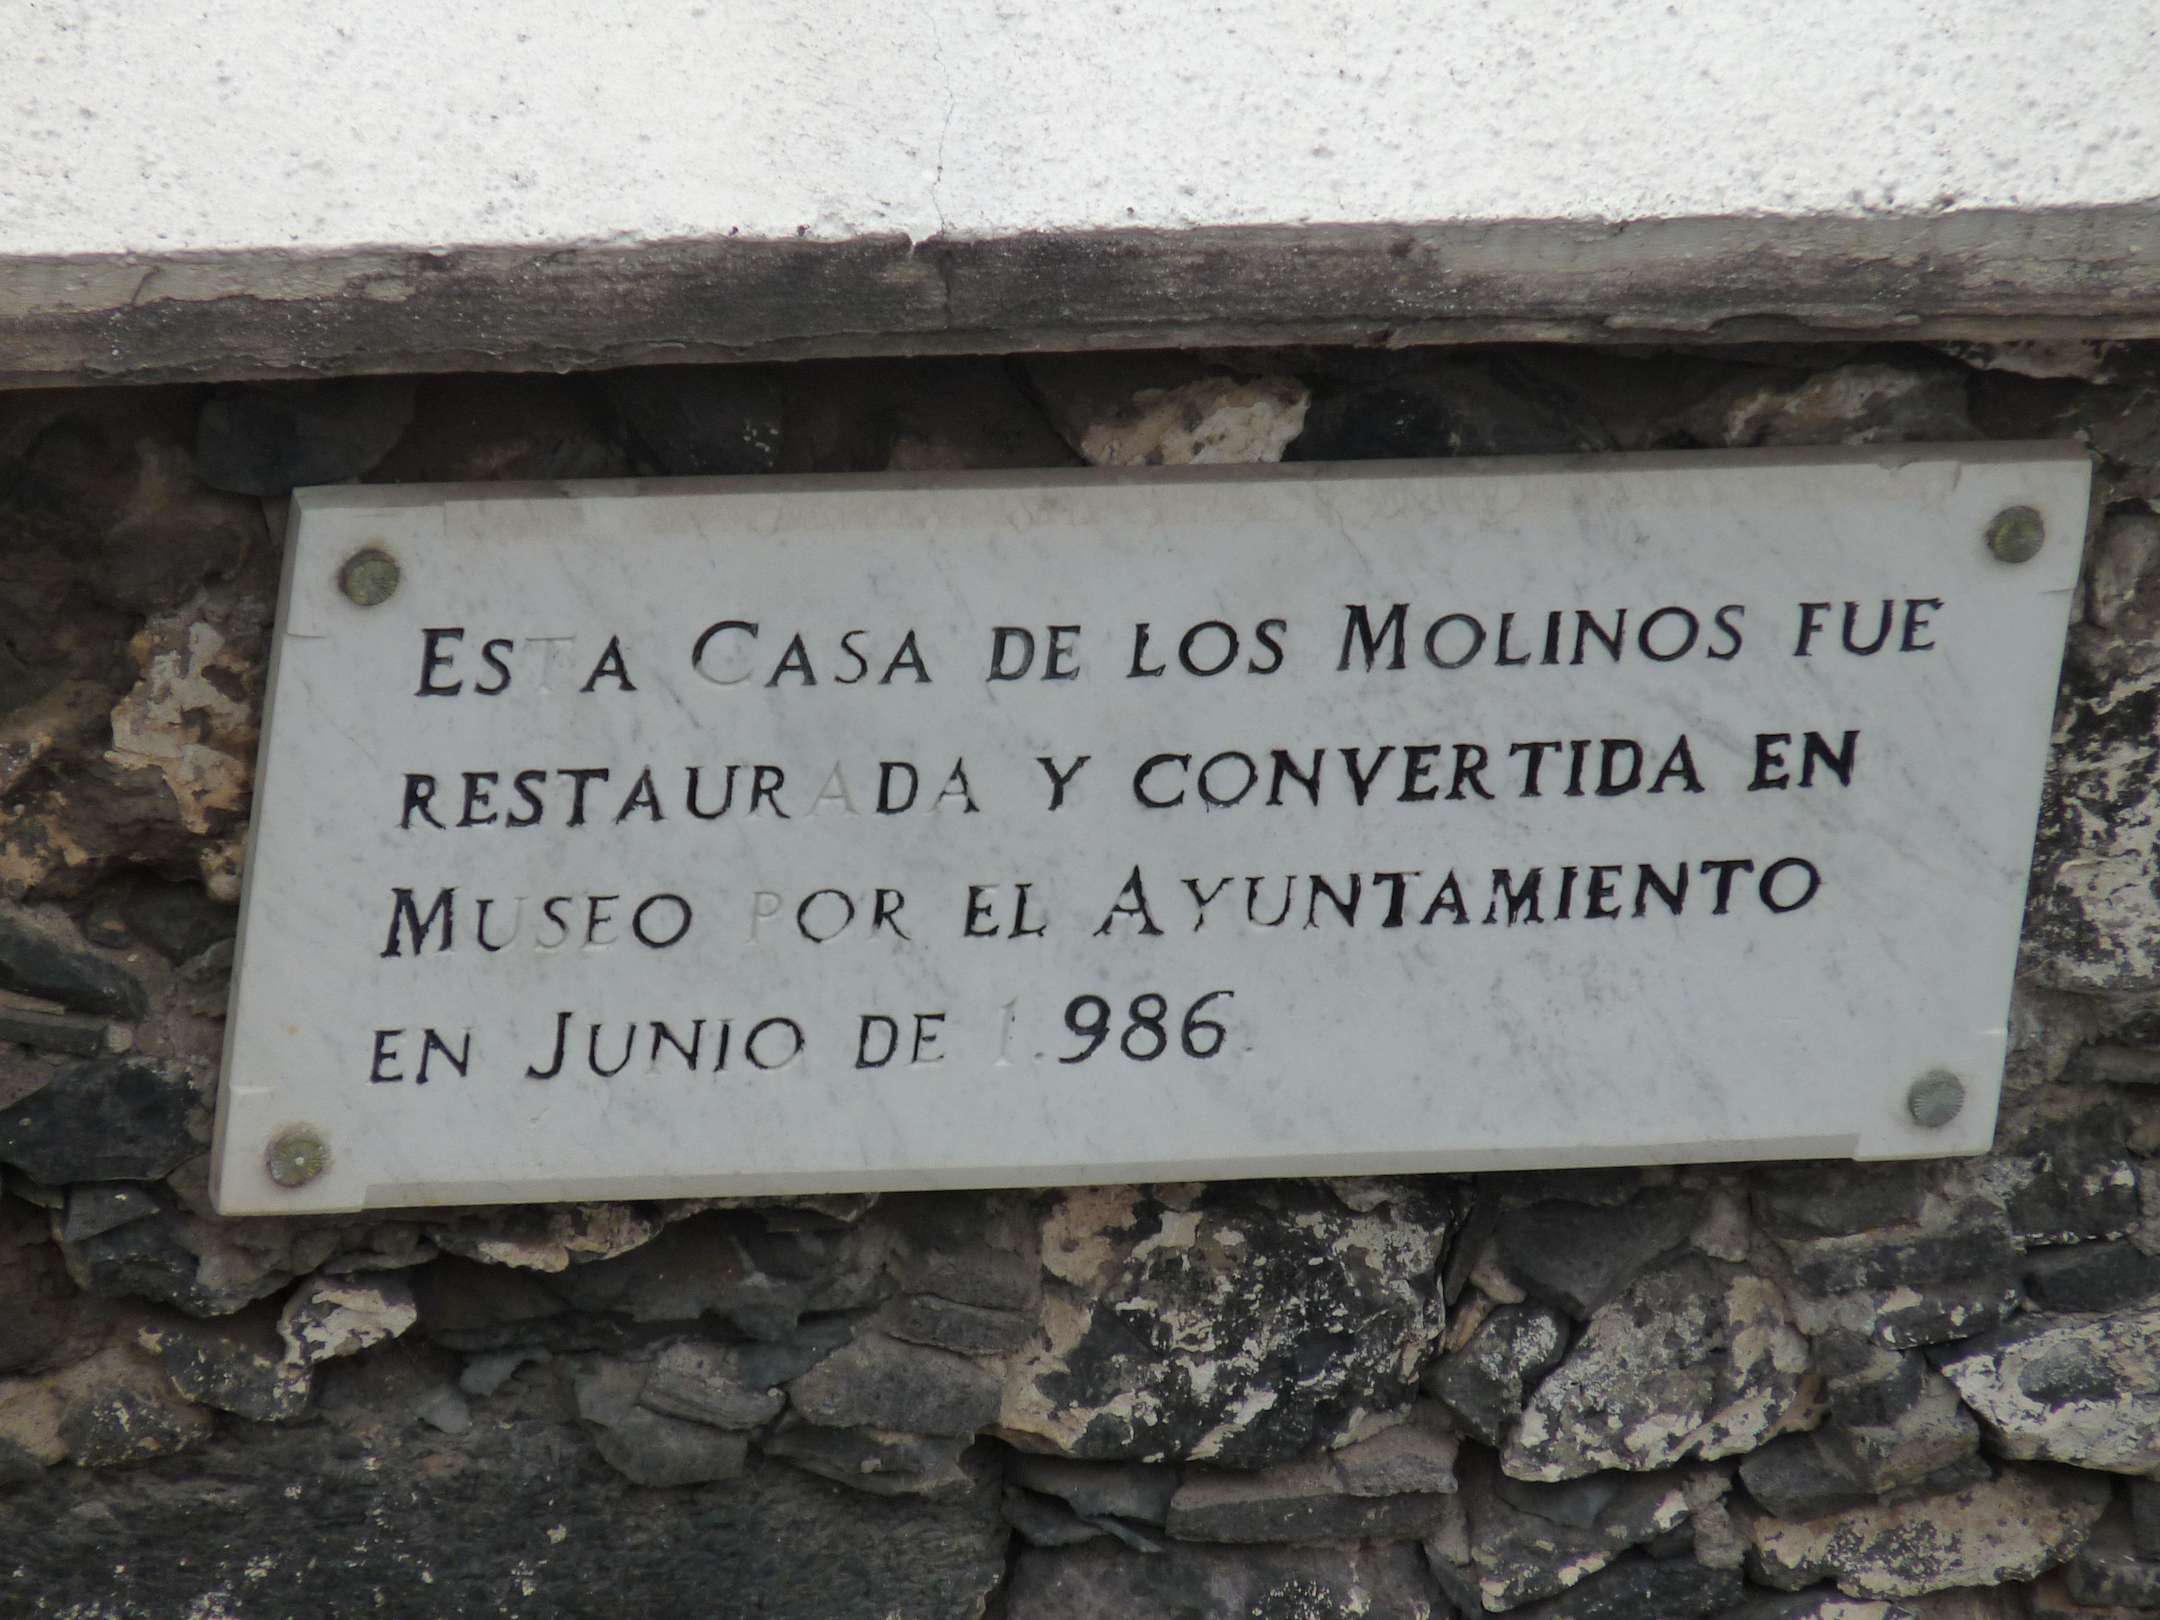 ESTA CASA DE LOS MOLINOS FUE
RESTAURADA Y CONVERTIDA EN
MUSEO POR EL AYUNTAMIENTO
EN JUNIO DE 1.986.